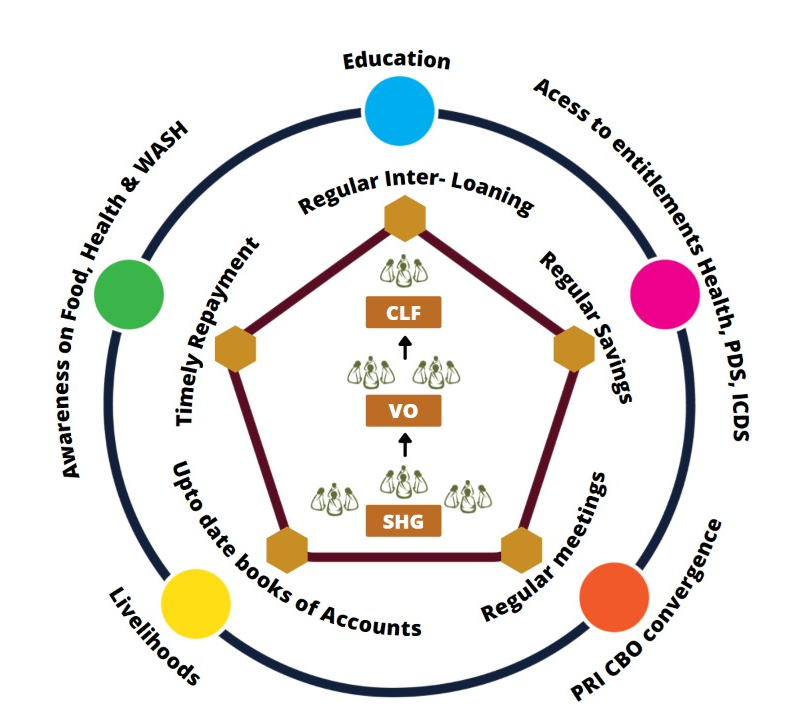 Education
Acess to entitlements Health, PDS, ICDS
Awareness on Food, Health & WASH
Regular Inter- Loaning
Timely Repayment
Regular Savings
CLF
VO
SHG
Upto date books of Accounts
Regular meetings
Livelihoods
PRI CBO convergence